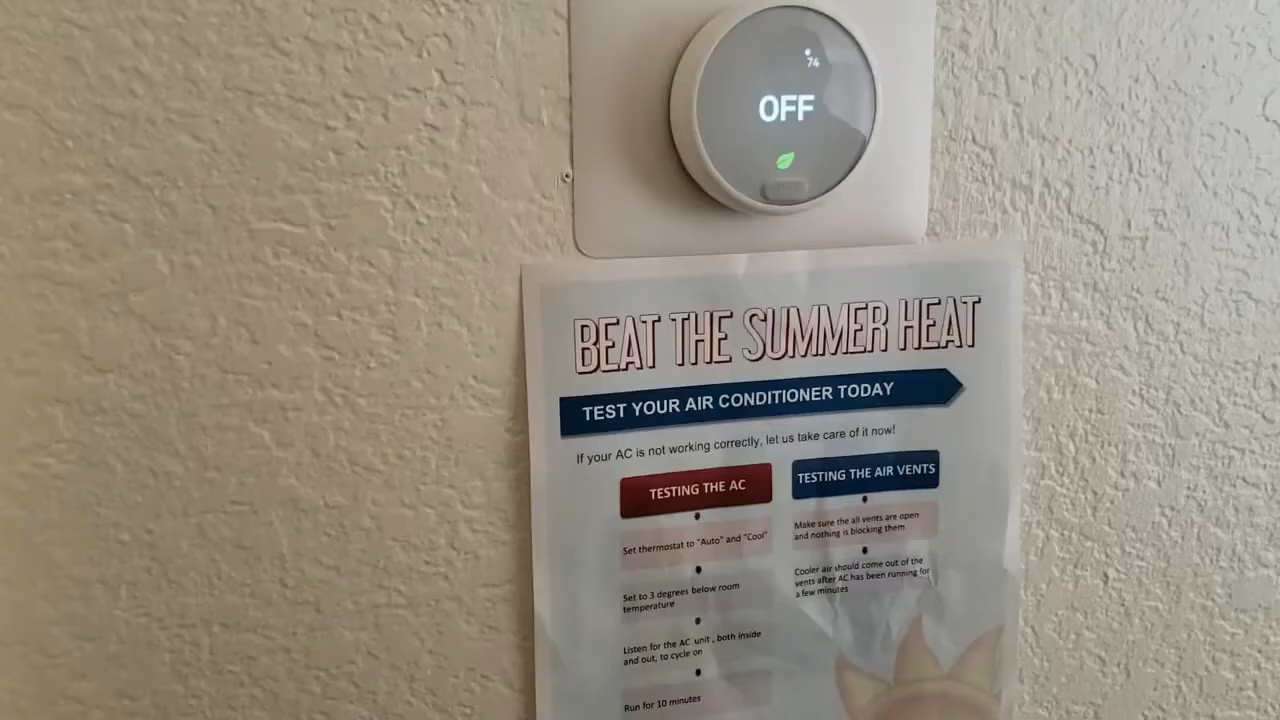 74
OFF
BEAT THE SUMMER HEAT
TEST YOUR AIR CONDITIONER TODAY
If your AC is not working correctly, let us take care of it now!
TESTING THE AC
Set thermostat to "Auto" and "Cool"
Set to 3 degrees below room
temperature
Listen for the AC unit , both inside
and out, to cycle on
Run for 10 minutes
TESTING THE AIR VENTS
Make sure the all vents are open
and nothing is blocking them
Cooler air should come out of the
vents after AC has been running for
a few minutes